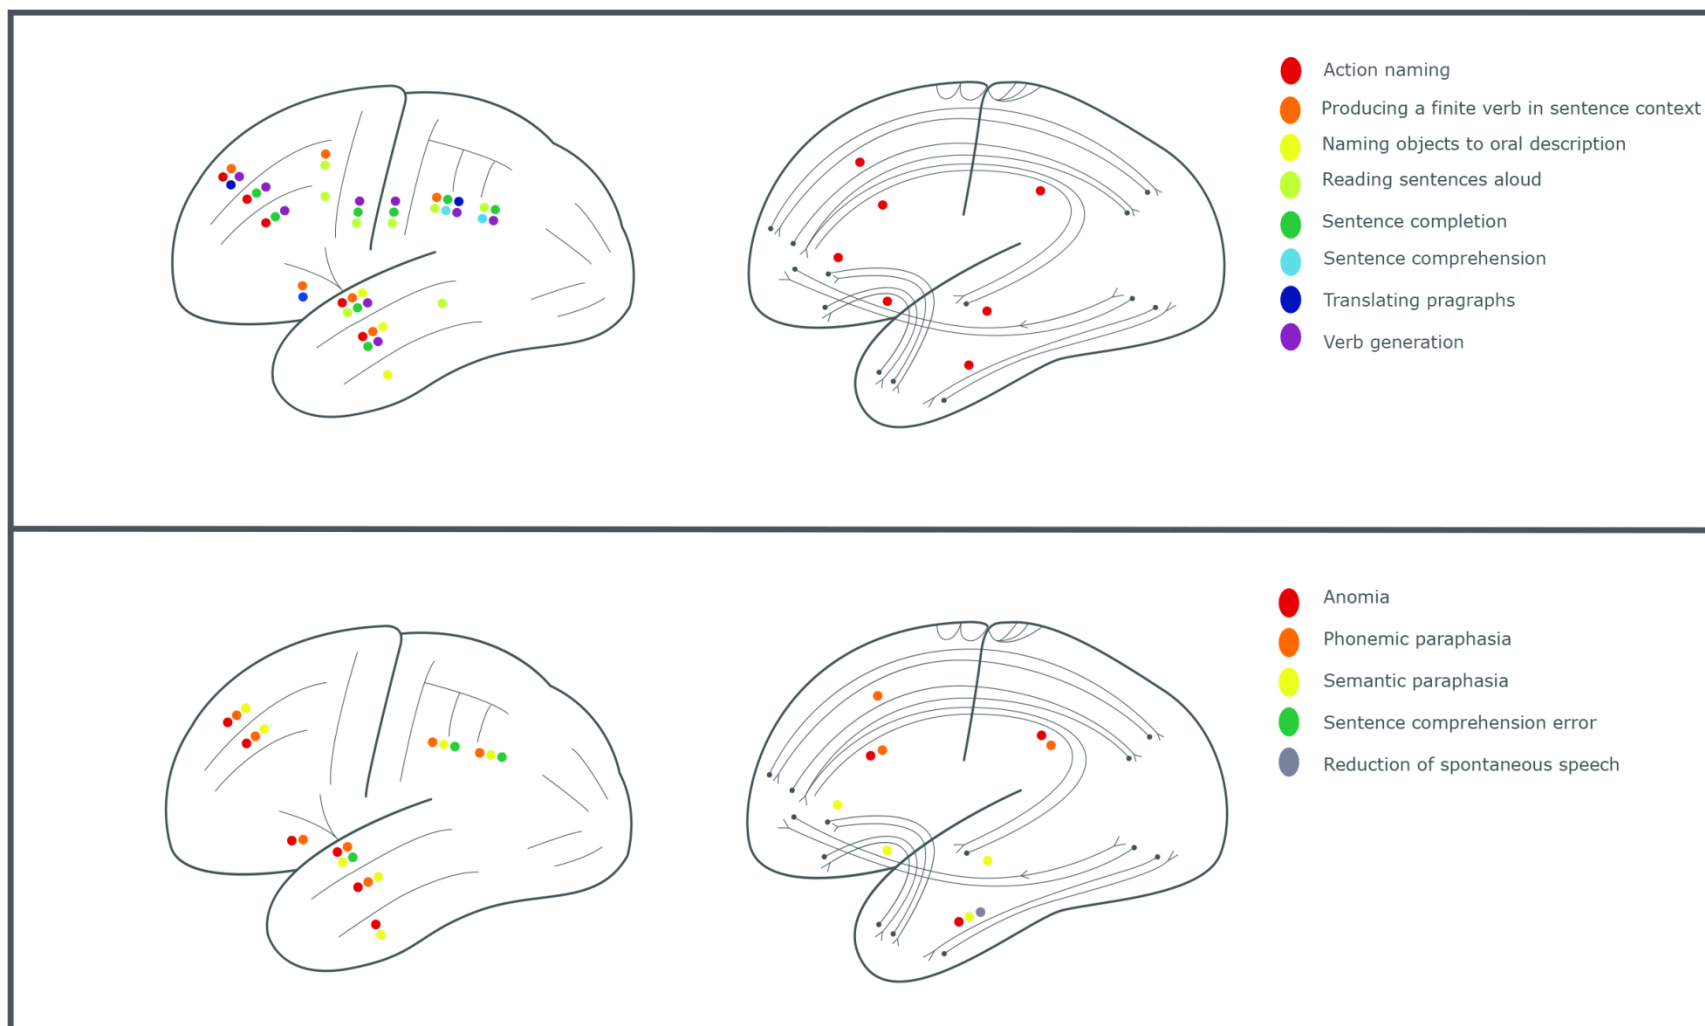 Action naming
Producing a finite verb in sentence context
Naming objects to oral description
Reading sentences aloud
Sentence completion
Sentence comprehension
Translating pragraphs
Verb generation
Anomia
Phonemic paraphasia
Semantic paraphasia
Sentence comprehension error
Reduction of spontaneous speech